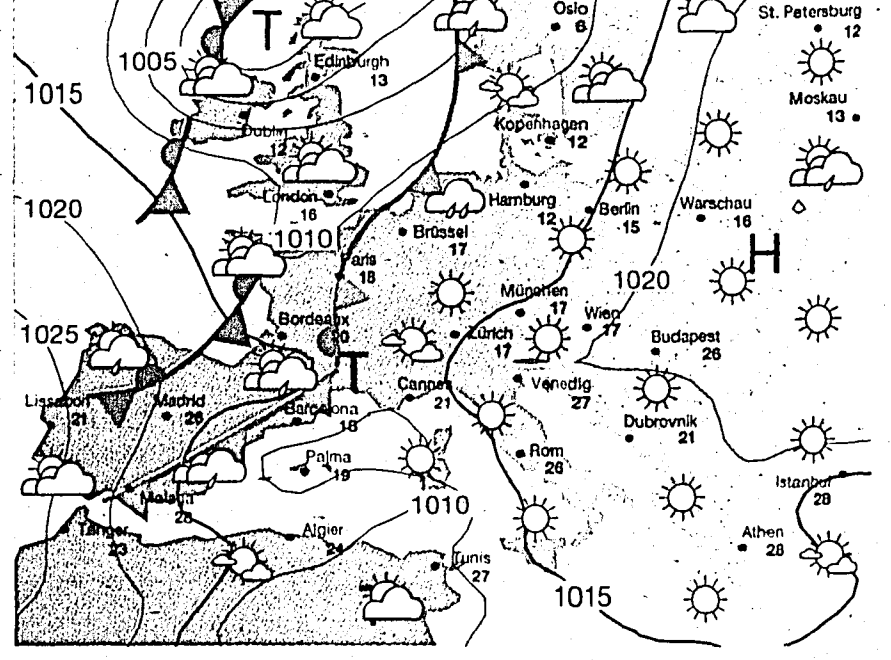 Oslo
6
St. Petersburg
12
T
1005
Edinburgh
13
1015
Moskau
13
Dublin
12
Kopenhagen
12
London
16
Hamburg
12
Berlin
15
Warschau
16
1020
1010
Brüssel
17
aris
18
H
1020
München
17
Wien
17
Bordeaux
20
1025
Zürich
17
Budapest
26
T
Lissabon
21
Madrid
26
Cannes
21
Venedig
27
Barcelona
18
Dubrovnik
21
Palma
19
Rom
26
Istanbul
28
Malaga
28
1010
Tanger
23
Algier
24
Athen
28
Tunis
27
1015